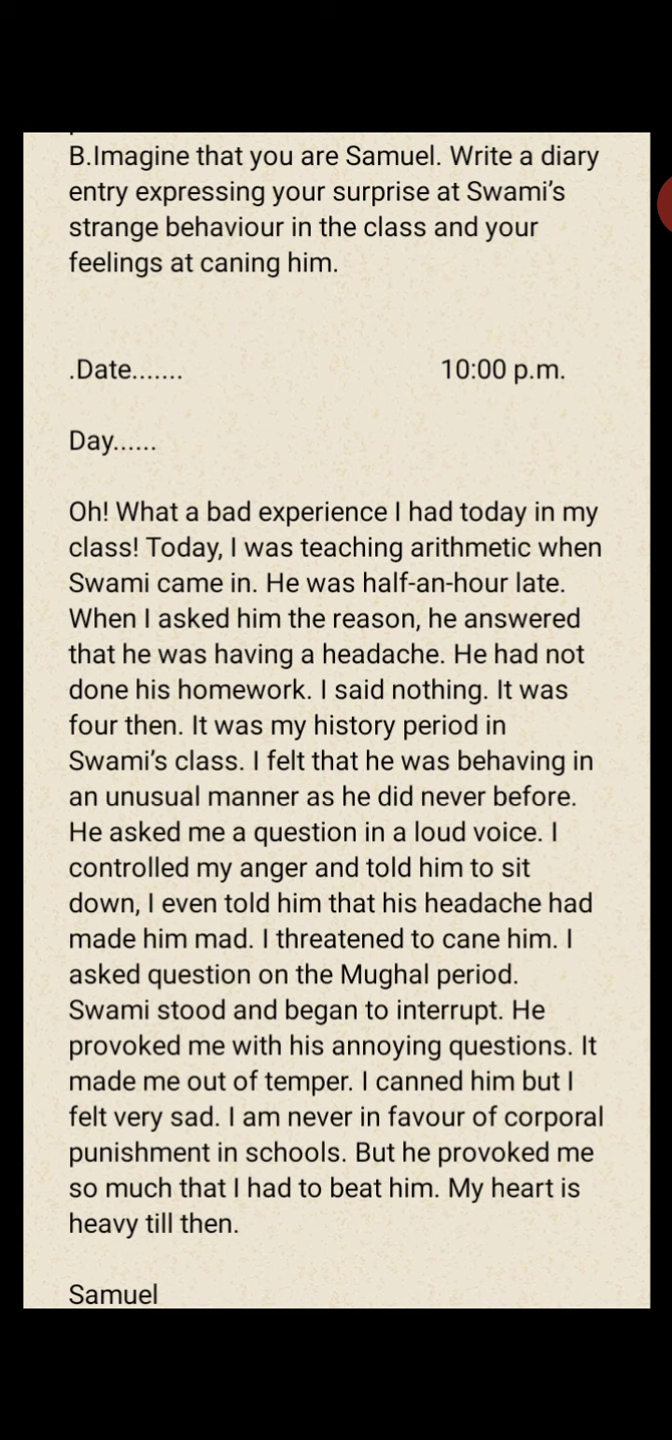 B.Imagine that you are Samuel. Write a diary
entry expressing your surprise at Swami's
strange behaviour in the class and your
feelings at caning him.
.Date....... 10:00 p.m.
Day......
Oh! What a bad experience I had today in my
class! Today, I was teaching arithmetic when
Swami came in. He was half-an-hour late.
When I asked him the reason, he answered
that he was having a headache. He had not
done his homework. I said nothing. It was
four then. It was my history period in
Swami's class. I felt that he was behaving in
an unusual manner as he did never before.
He asked me a question in a loud voice. I
controlled my anger and told him to sit
down, I even told him that his headache had
made him mad. I threatened to cane him. I
asked question on the Mughal period.
Swami stood and began to interrupt. He
provoked me with his annoying questions. It
made me out of temper. I canned him but I
felt very sad. I am never in favour of corporal
punishment in schools. But he provoked me
so much that I had to beat him. My heart is
heavy till then.
Samuel